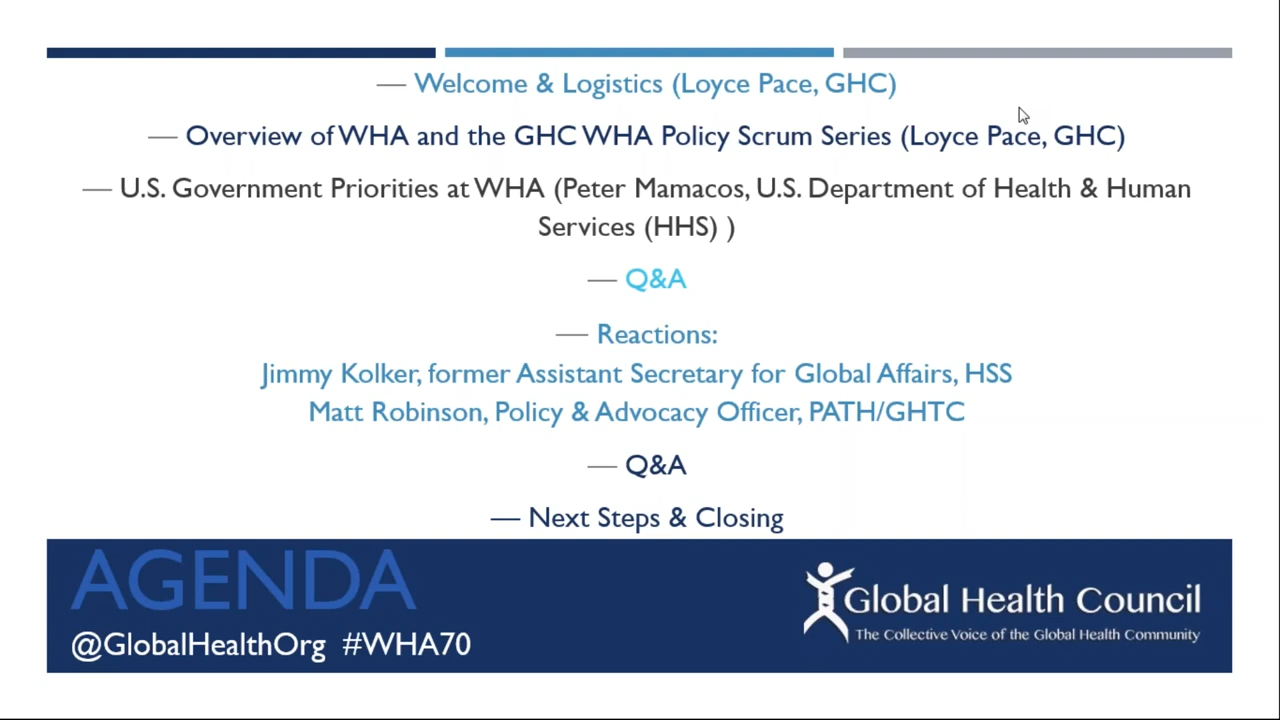 — Welcome & Logistics (Loyce Pace, GHC)
— Overview of WHA and the GHC WHA Policy Scrum Series (Loyce Pace, GHC)
— U.S. Government Priorities at WHA (Peter Mamacos, U.S. Department of Health & Human
Services (HHS) )
— Q&A
— Reactions:
Jimmy Kolker, former Assistant Secretary for Global Affairs, HSS
Matt Robinson, Policy & Advocacy Officer, PATH/GHTC
— Q&A
— Next Steps & Closing
AGENDA
@GlobalHealthOrg #WHA70
Global Health Council
The Collective Voice of the Global Health Community